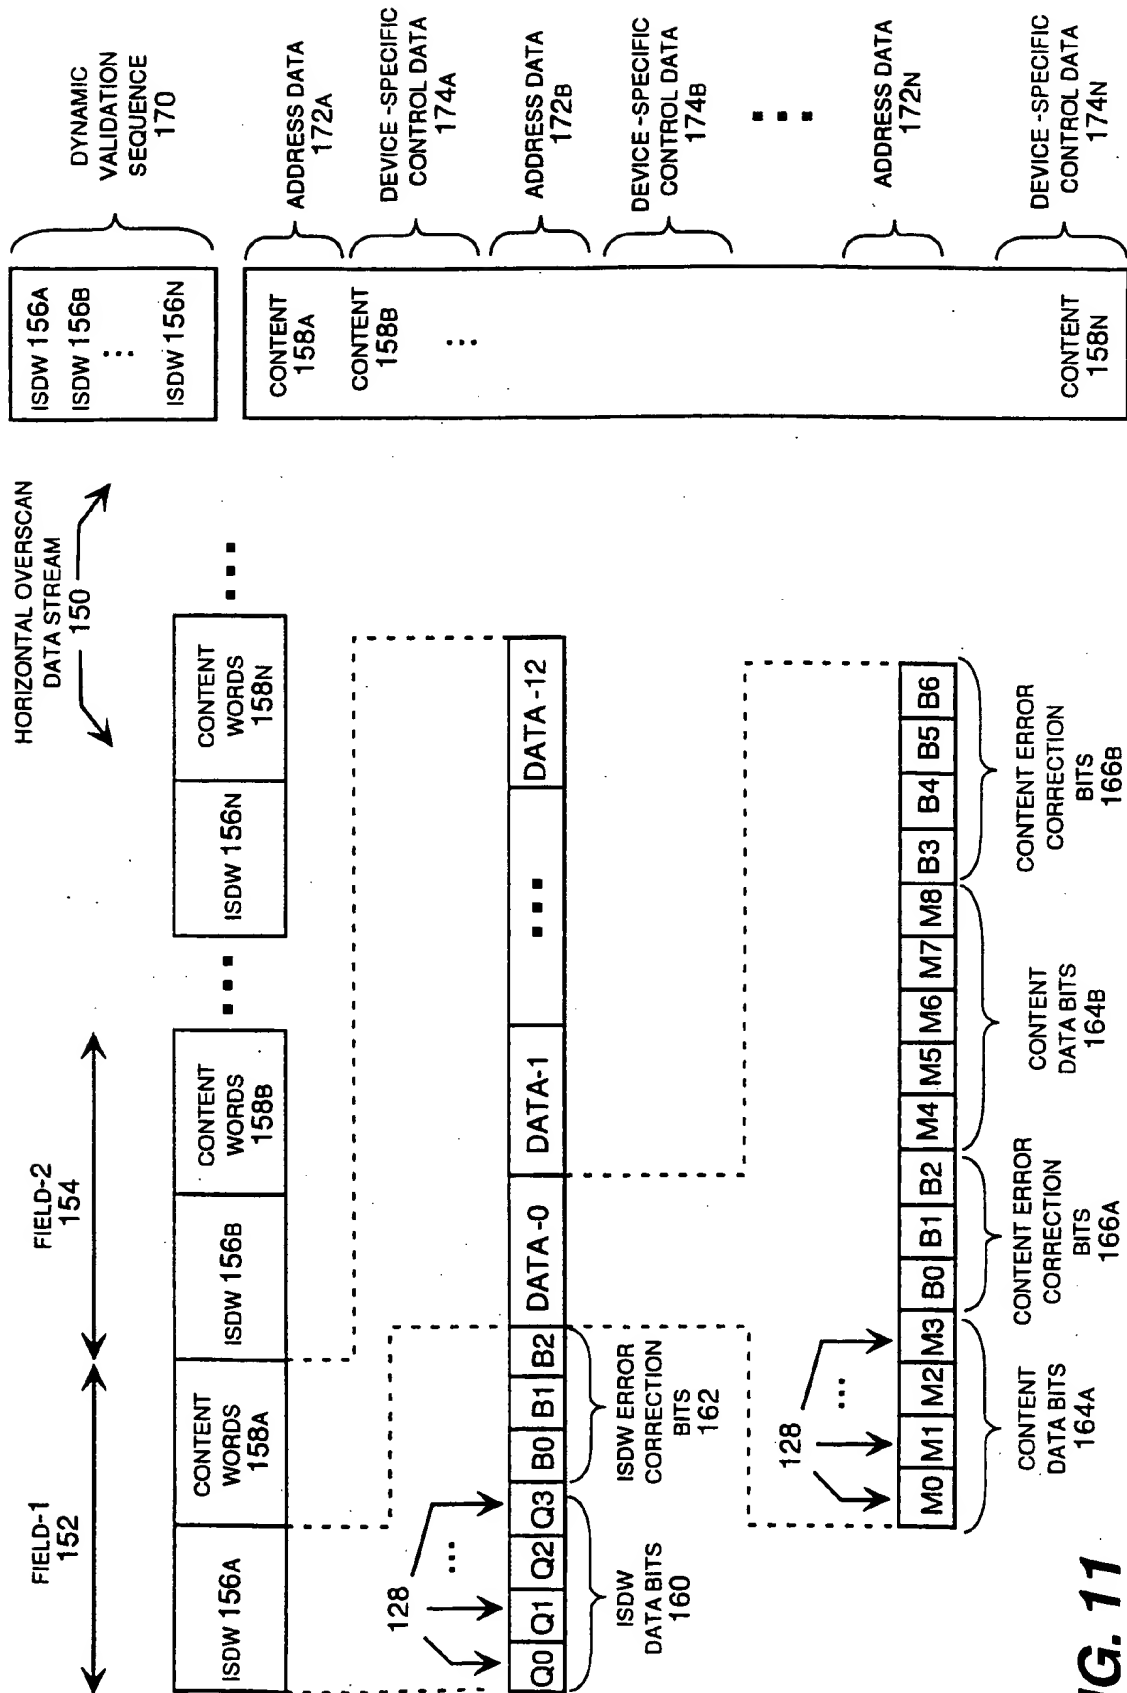 HORIZONTAL OVERSCAN
DATA STREAM
150
FIELD-1
152
FIELD-2
154
ISDW 156A
CONTENT
WORDS
158A
ISDW 156B
CONTENT
WORDS
158B
...
ISDW 156N
CONTENT
WORDS
158N
...
128
...
Q0 Q1 Q2 Q3 B0 B1 B2 DATA-0 DATA-1 ... DATA-12
ISDW
DATA BITS
160
ISDW ERROR
CORRECTION
BITS
162
128
...
M0 M1 M2 M3 B0 B1 B2 M4 M5 M6 M7 M8 B3 B4 B5 B6
CONTENT
DATA BITS
164A
CONTENT ERROR
CORRECTION
BITS
166A
CONTENT
DATA BITS
164B
CONTENT ERROR
CORRECTION
BITS
166B
ISDW 156A
ISDW 156B
...
ISDW 156N
DYNAMIC
VALIDATION
SEQUENCE
170
CONTENT
158A
CONTENT
158B
...
CONTENT
158N
ADDRESS DATA
172A
DEVICE-SPECIFIC
CONTROL DATA
174A
ADDRESS DATA
172B
DEVICE-SPECIFIC
CONTROL DATA
174B
...
ADDRESS DATA
172N
DEVICE-SPECIFIC
CONTROL DATA
174N
IG. 11